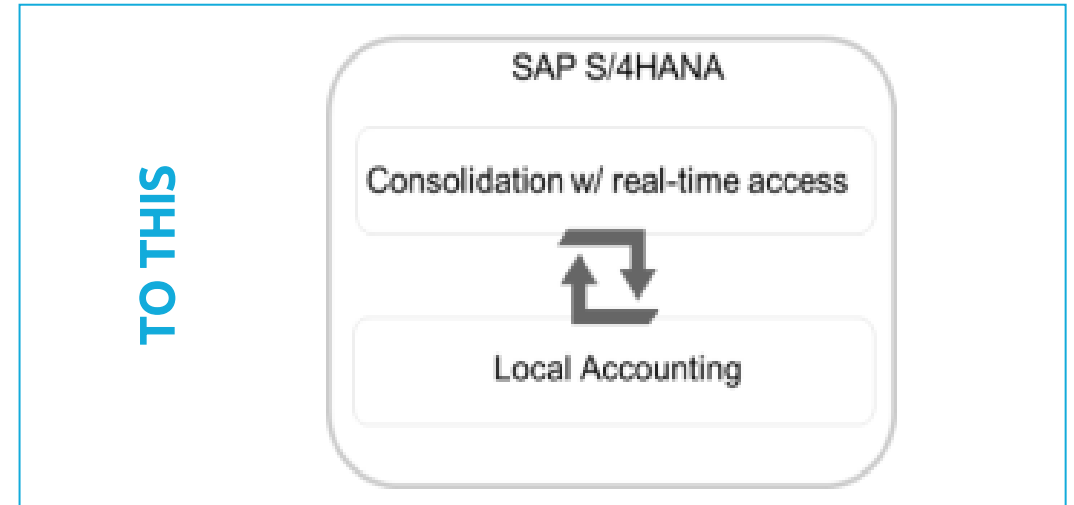 TO THIS
SAP S/4HANA
Consolidation w/ real-time access
Local Accounting